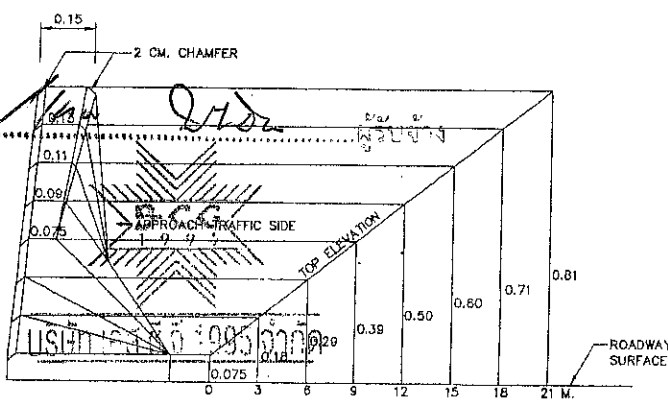 0.15
2 CM. CHAMFER
0.13
0.11
0.09
APPROACH TRAFFIC SIDE
0.075
TOP ELEVATION
0.81
0.71
0.60
0.50
0.39
0.29
0.18
0.075
ROADWAY
SURFACE
0 3 6 9 12 15 18 21 M.